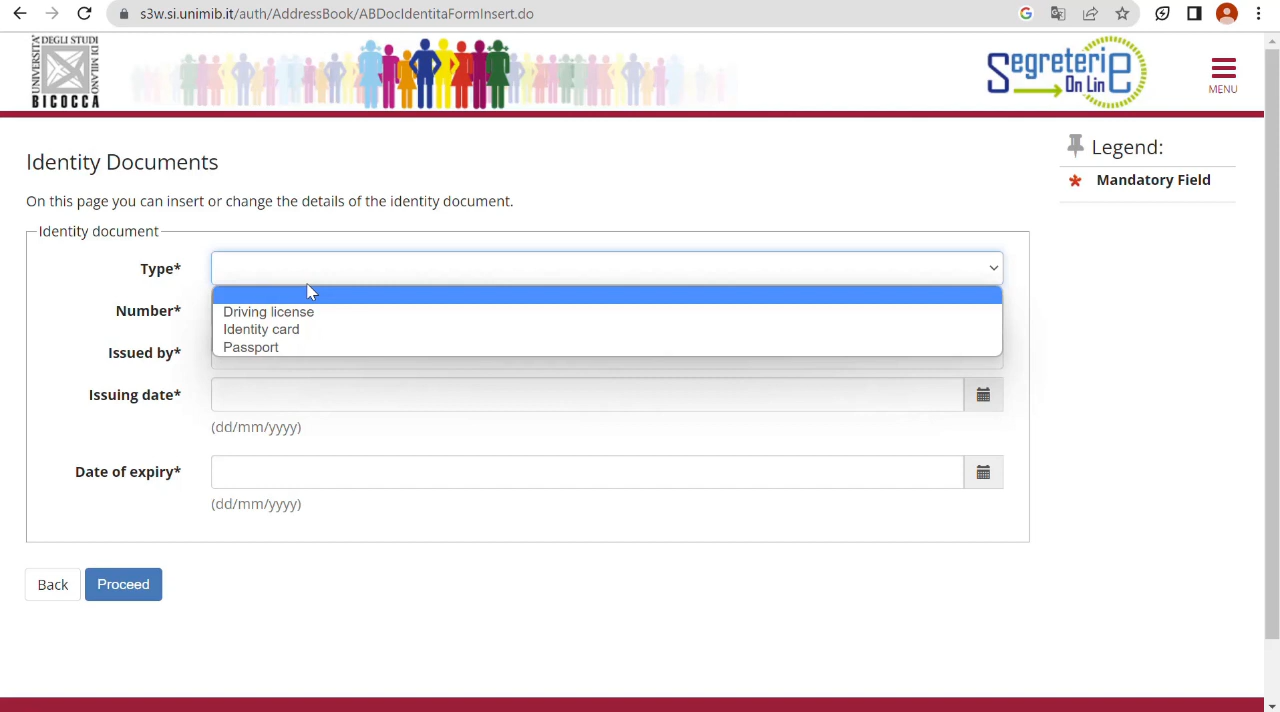 s3w.si.unimib.it/auth/AddressBook/ABDocIdentitaFormInsert.do
UNIVERSITA'
DEGLI STUDI
DI MILANO
BICOCCA
Segreterie
On Line
MENU
Identity Documents
On this page you can insert or change the details of the identity document.
Legend:
* Mandatory Field
Identity document
Type*
Driving license
Identity card
Passport
Number*
Issued by*
Issuing date*
(dd/mm/yyyy)
Date of expiry*
(dd/mm/yyyy)
Back
Proceed